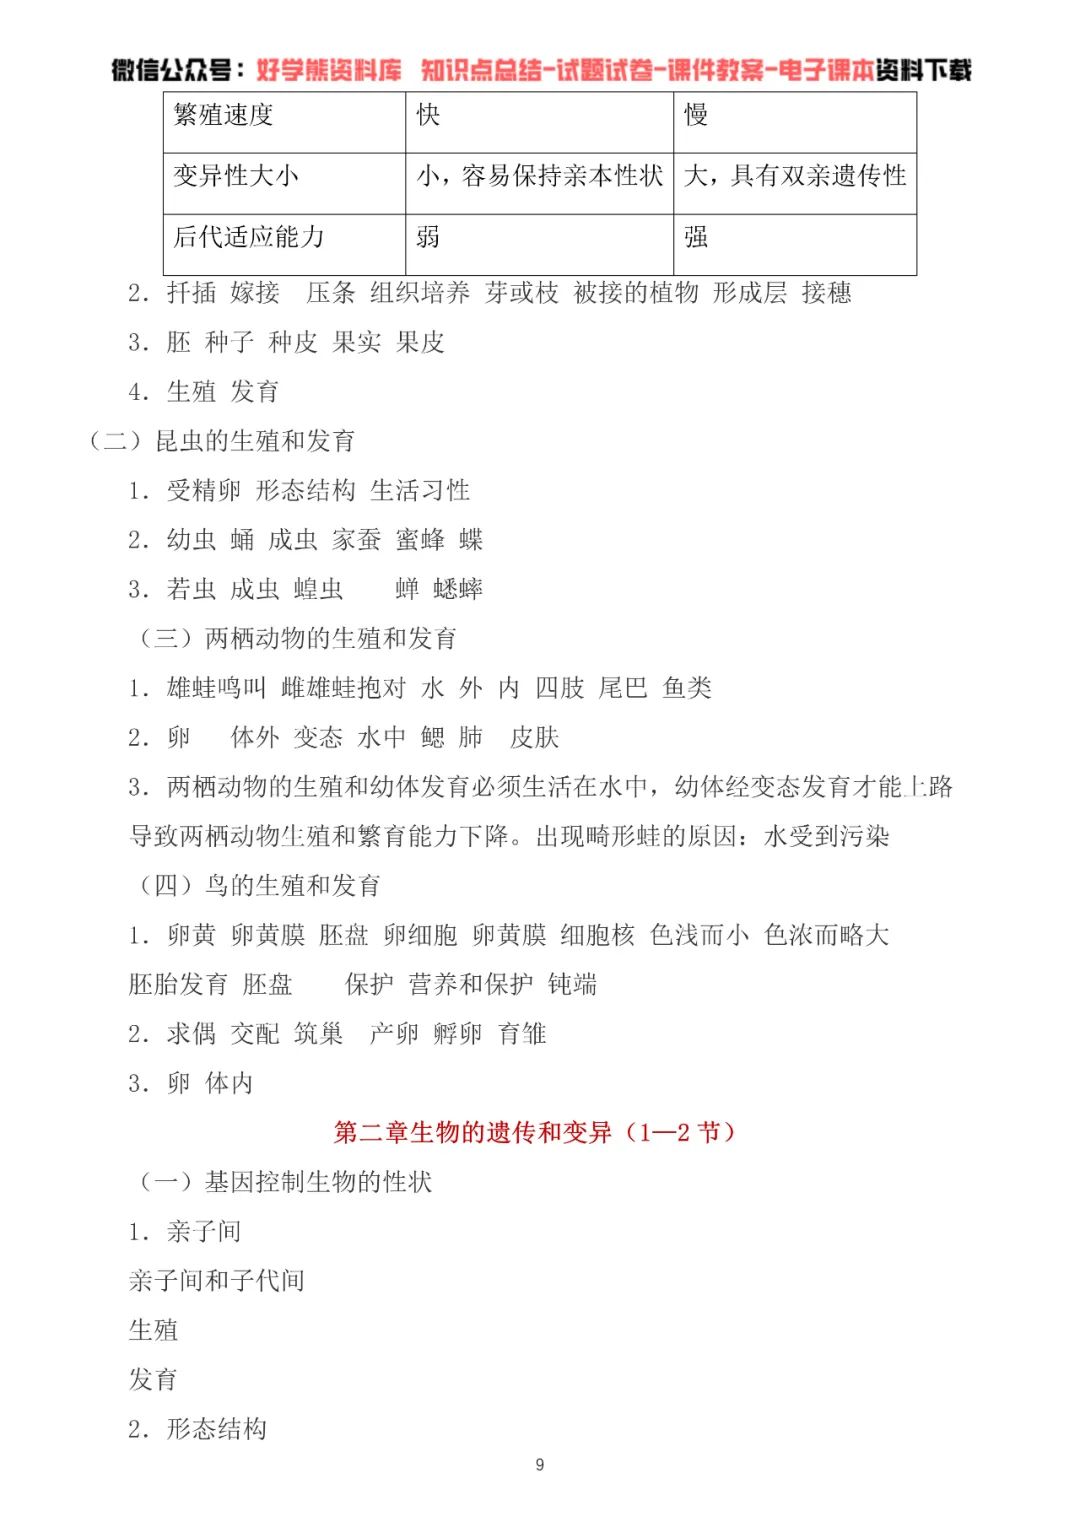 微信公众号：好学熊资料库 知识点总结-试题试卷-课件教案-电子课本资料下载
繁殖速度 快 慢
变异性大小 小，容易保持亲本性状 大，具有双亲遗传性
后代适应能力 弱 强
2．扦插 嫁接 压条 组织培养 芽或枝 被接的植物 形成层 接穗
3．胚 种子 种皮 果实 果皮
4．生殖 发育
（二）昆虫的生殖和发育
1．受精卵 形态结构 生活习性
2．幼虫 蛹 成虫 家蚕 蜜蜂 蝶
3．若虫 成虫 蝗虫 蝉 蟋蟀
（三）两栖动物的生殖和发育
1．雄蛙鸣叫 雌雄蛙抱对 水 外 内 四肢 尾巴 鱼类
2．卵 体外 变态 水中 鳃 肺 皮肤
3．两栖动物的生殖和幼体发育必须生活在水中，幼体经变态发育才能上路
导致两栖动物生殖和繁育能力下降。出现畸形蛙的原因：水受到污染
（四）鸟的生殖和发育
1．卵黄 卵黄膜 胚盘 卵细胞 卵黄膜 细胞核 色浅而小 色浓而略大
胚胎发育 胚盘 保护 营养和保护 钝端
2．求偶 交配 筑巢 产卵 孵卵 育雏
3．卵 体内
第二章生物的遗传和变异（1—2 节）
（一）基因控制生物的性状
1．亲子间
亲子间和子代间
生殖
发育
2．形态结构
9